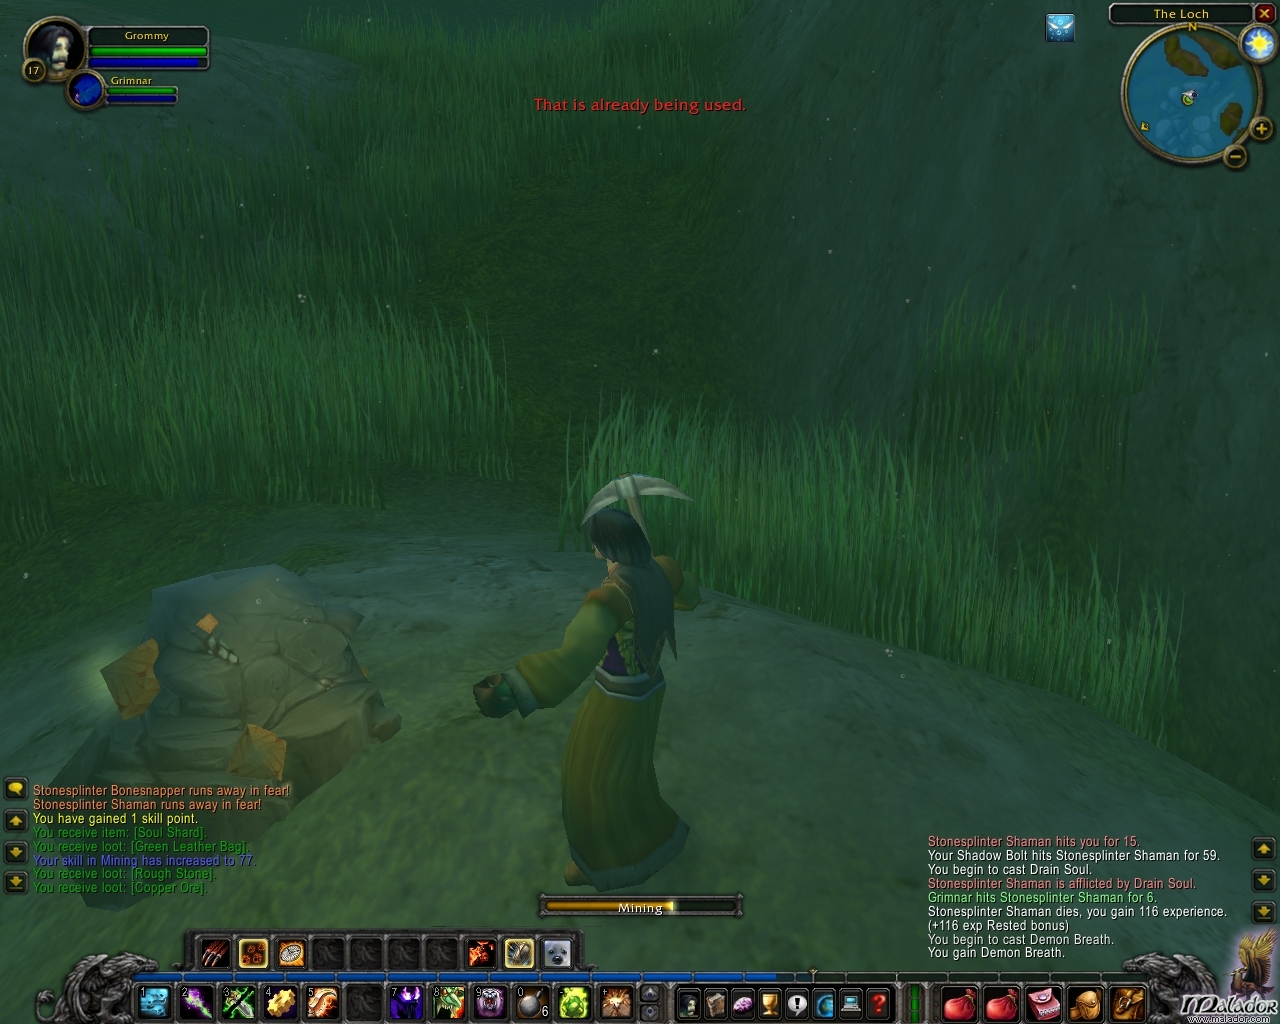 Grommy
17
Grimnar
The Loch
N
That is already being used.
Stonesplinter Bonesnapper runs away in fear!
Stonesplinter Shaman runs away in fear!
You have gained 1 skill point.
You receive item: [Soul Shard].
You receive loot: [Green Leather Bag].
Your skill in Mining has increased to 77.
You receive loot: [Rough Stone].
You receive loot: [Copper Ore].
Stonesplinter Shaman hits you for 15.
Your Shadow Bolt hits Stonesplinter Shaman for 59.
You begin to cast Drain Soul.
Stonesplinter Shaman is afflicted by Drain Soul.
Grimnar hits Stonesplinter Shaman for 6.
Stonesplinter Shaman dies, you gain 116 experience.
(+116 exp Rested bonus)
You begin to cast Demon Breath.
You gain Demon Breath.
Mining
1 2 3 4 5 7 8 9 0 - +
6
Malador
www.malador.com